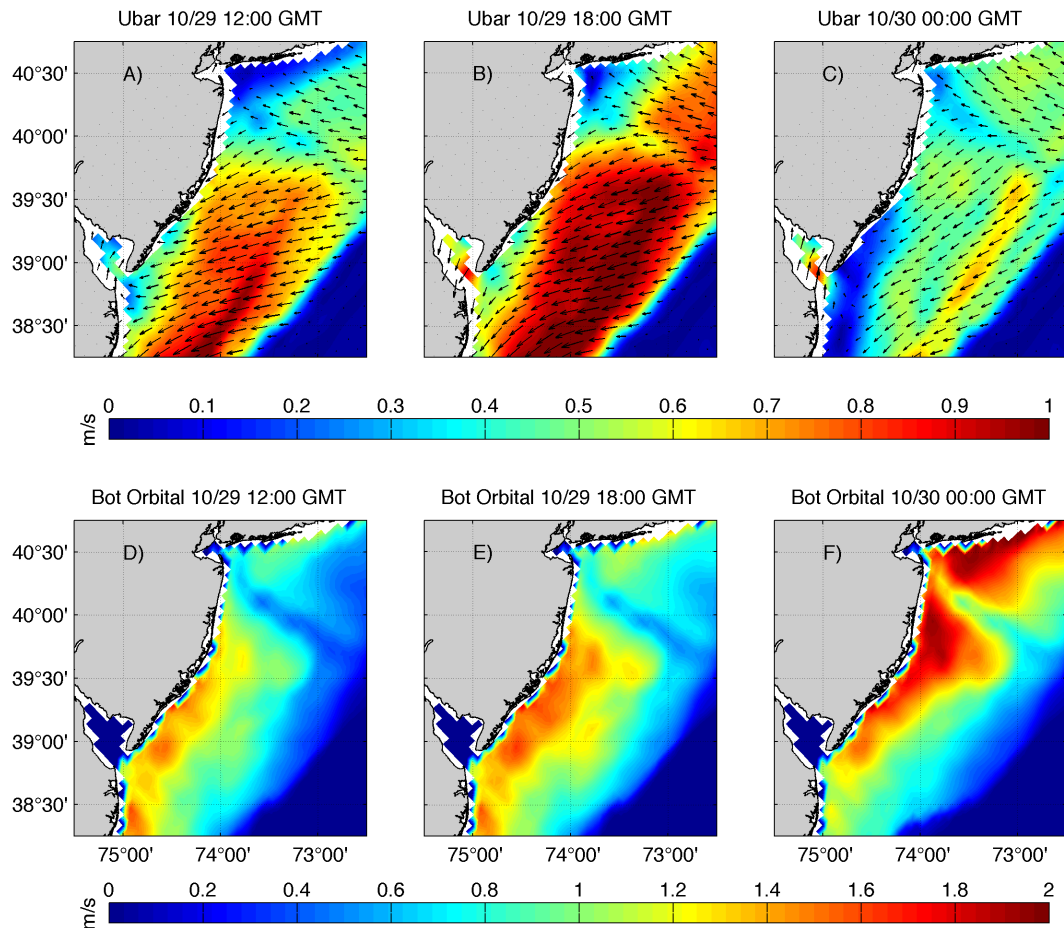 Ubar 10/29 12:00 GMT
Ubar 10/29 18:00 GMT
Ubar 10/30 00:00 GMT
A)
B)
C)
40°30'
40°00'
39°30'
39°00'
38°30'
0 0.1 0.2 0.3 0.4 0.5 0.6 0.7 0.8 0.9 1
m/s
Bot Orbital 10/29 12:00 GMT
Bot Orbital 10/29 18:00 GMT
Bot Orbital 10/30 00:00 GMT
D)
E)
F)
40°30'
40°00'
39°30'
39°00'
38°30'
75°00' 74°00' 73°00'
75°00' 74°00' 73°00'
75°00' 74°00' 73°00'
0 0.2 0.4 0.6 0.8 1 1.2 1.4 1.6 1.8 2
m/s